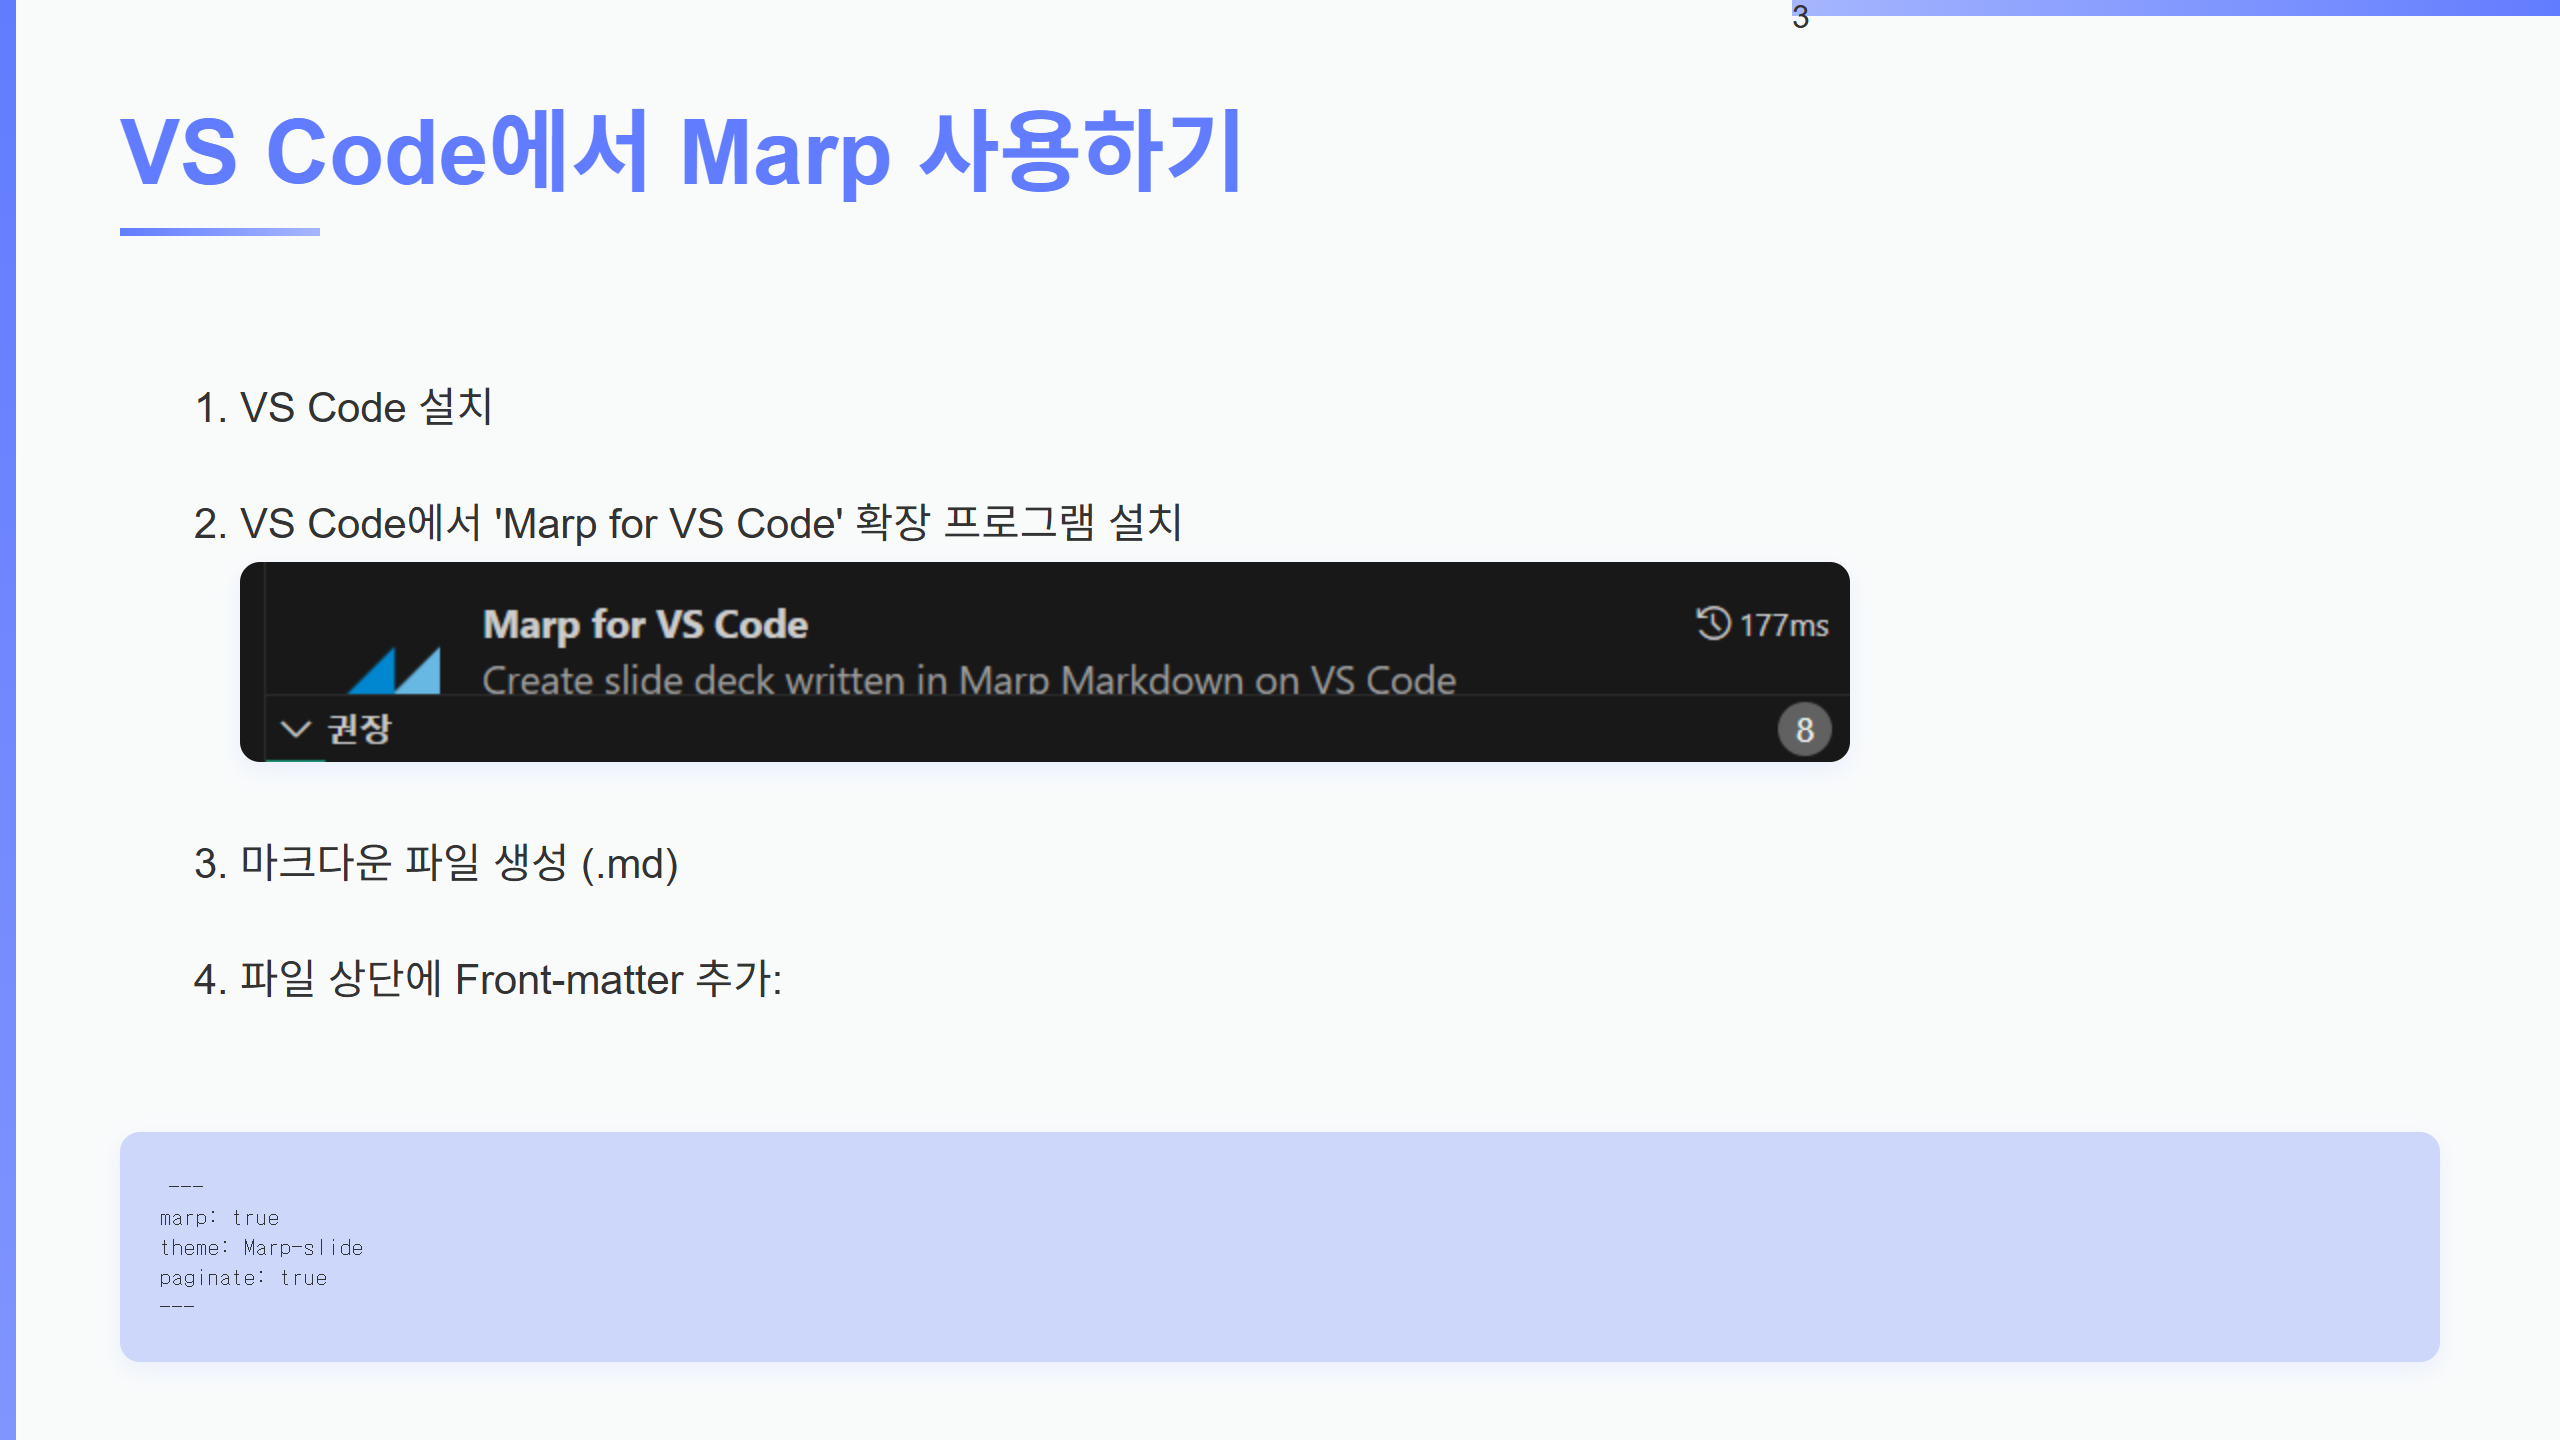 3
VS Code에서 Marp 사용하기
1. VS Code 설치
2. VS Code에서 'Marp for VS Code' 확장 프로그램 설치
Marp for VS Code
177ms
Create slide deck written in Marp Markdown on VS Code
권장
8
3. 마크다운 파일 생성 (.md)
4. 파일 상단에 Front-matter 추가:
---
marp: true
theme: Marp-slide
paginate: true
---